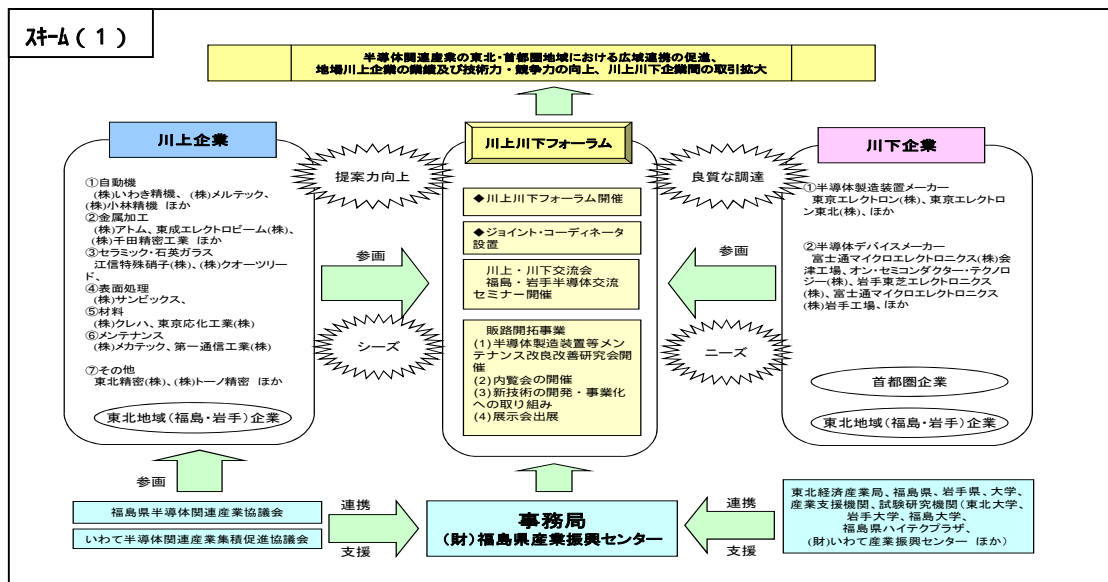 スキーム(1)
半導体関連産業の東北・首都圏地域における広域連携の促進、
地場川上企業の業績及び技術力・競争力の向上、川上川下企業間の取引拡大
川上企業
①自動機
(株)いわき精機、(株)メルテック、
(株)小林精機 ほか
②金属加工
(株)アトム、東成エレクトロビーム(株)、
(株)千田精密工業 ほか
③セラミック・石英ガラス
江信特殊硝子(株)、(株)クオーツリー
ド、
④表面処理
(株)サンビックス、
⑤材料
(株)クレハ、東京応化工業(株)
⑥メンテナンス
(株)メカテック、第一通信工業(株)
⑦その他
東北精密(株)、(株)トーノ精密 ほか
東北地域(福島・岩手)企業
提案力向上
参画
シーズ
川上川下フォーラム
◆川上川下フォーラム開催
◆ジョイント・コーディネータ
設置
川上・川下交流会
福島・岩手半導体交流
セミナー開催
販路開拓事業
(1)半導体製造装置等メン
テナンス改良改善研究会開
催
(2)内覧会の開催
(3)新技術の開発・事業化
への取り組み
(4)展示会出展
良質な調達
参画
ニーズ
川下企業
①半導体製造装置メーカー
東京エレクトロン(株)、東京エレクトロ
ン東北(株)、ほか
②半導体デバイスメーカー
富士通マイクロエレクトロニクス(株)会
津工場、オン・セミコンダクター・テクノロ
ジー(株)、岩手東芝エレクトロニクス
(株)、富士通マイクロエレクトロニクス
(株)岩手工場、ほか
首都圏企業
東北地域(福島・岩手)企業
参画
福島県半導体関連産業協議会
いわて半導体関連産業集積促進協議会
連携
支援
事務局
(財)福島県産業振興センター
連携
支援
東北経済産業局、福島県、岩手県、大学、
産業支援機関、試験研究機関(東北大学、
岩手大学、福島大学、
福島県ハイテクプラザ、
(財)いわて産業振興センター ほか)